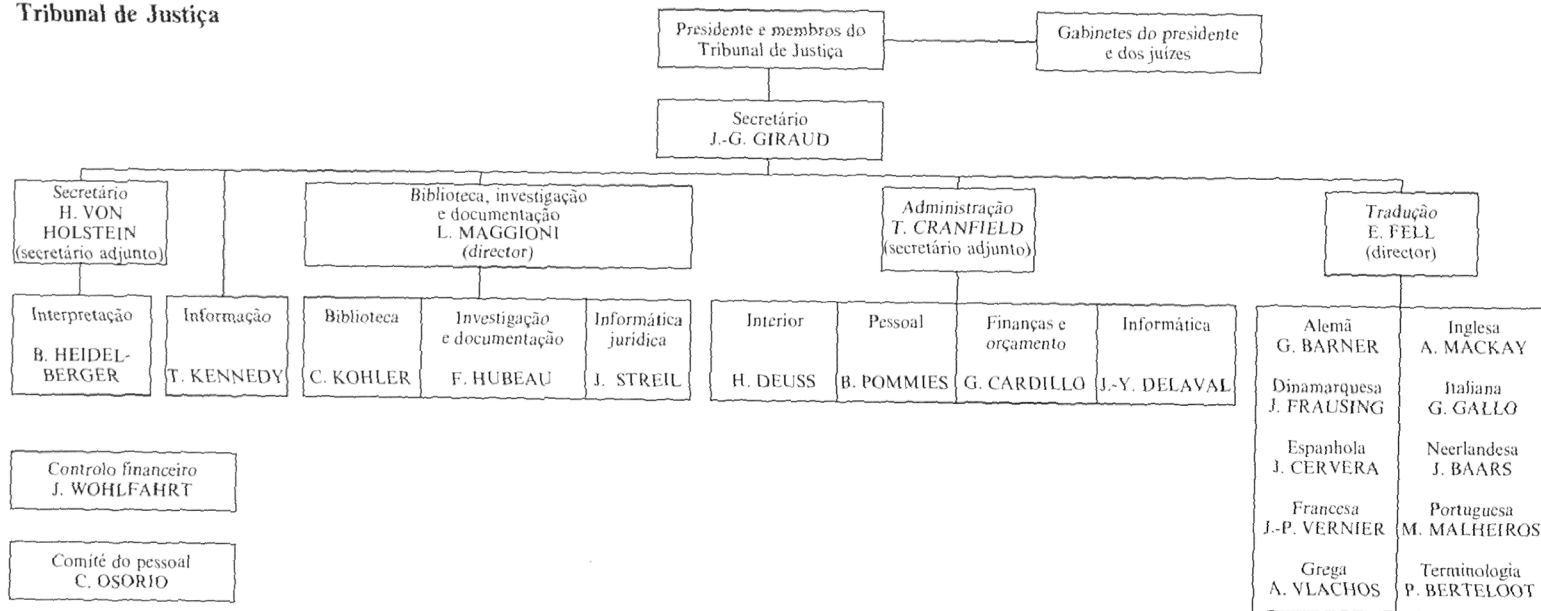 Tribunal de Justiça
Presidente e membros do
Tribunal de Justiça
Gabinetes do presidente
e dos juízes
Secretário
J.-G. GIRAUD
Secretário
H. VON
HOLSTEIN
(secretário adjunto)
Biblioteca, investigação
e documentação
L. MAGGIONI
(director)
Administração
T. CRANFIELD
(secretário adjunto)
Tradução
E. FELL
(director)
Interpretação
B. HEIDEL-
BERGER
Informação
T. KENNEDY
Biblioteca
C. KOHLER
Investigação
e documentação
F. HUBEAU
Informática
jurídica
J. STREIL
Interior
H. DEUSS
Pessoal
B. POMMIES
Finanças e
orçamento
G. CARDILLO
Informática
J.-Y. DELAVAL
Alemã
G. BARNER
Dinamarquesa
J. FRAUSING
Espanhola
J. CERVERA
Francesa
J.-P. VERNIER
Grega
A. VLACHOS
Inglesa
A. MACKAY
Italiana
G. GALLO
Neerlandesa
J. BAARS
Portuguesa
M. MALHEIROS
Terminologia
P. BERTELOOT
Controlo financeiro
J. WOHLFAHRT
Comité do pessoal
C. OSORIO